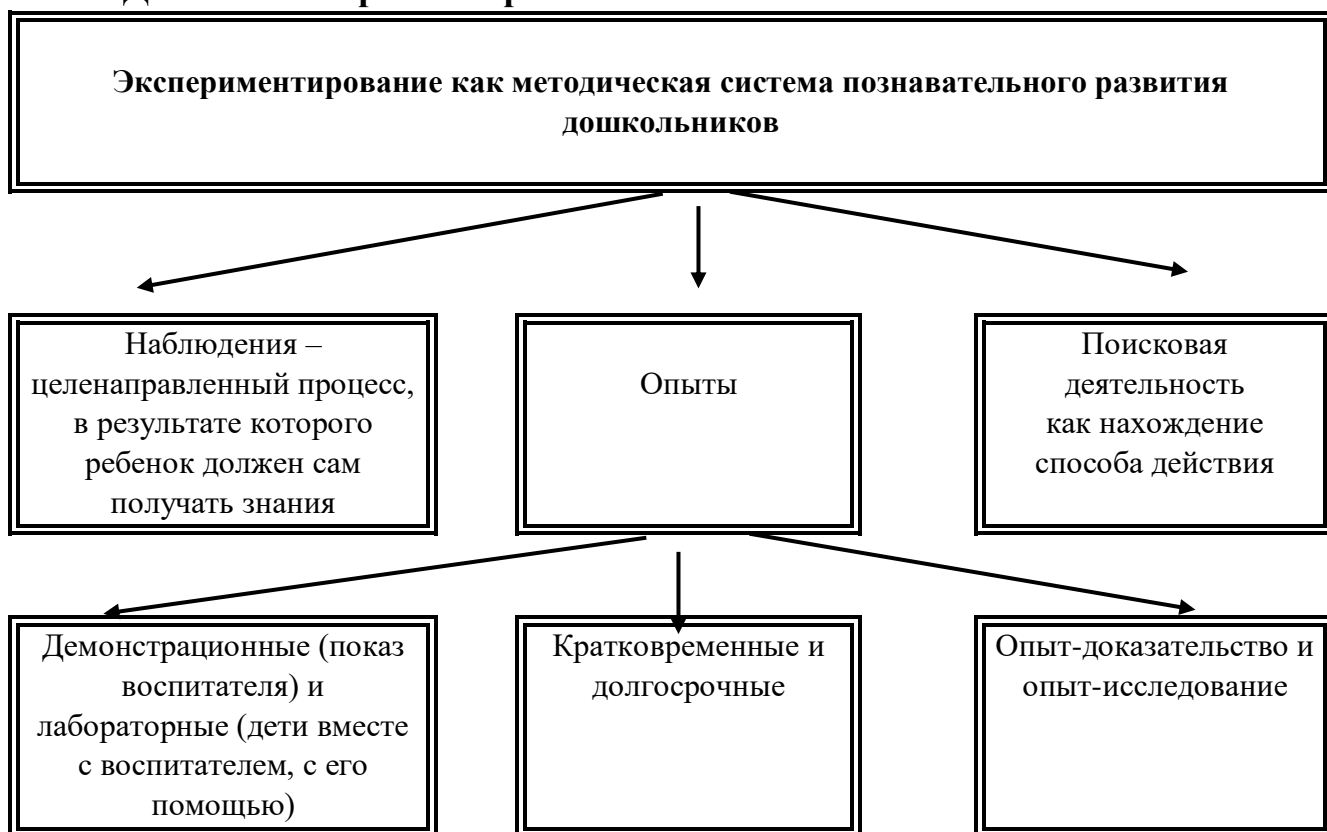 Экспериментирование как методическая система познавательного развития
дошкольников
Наблюдения –
целенаправленный процесс,
в результате которого
ребенок должен сам
получать знания
Опыты
Поисковая
деятельность
как нахождение
способа действия
Демонстрационные (показ
воспитателя) и
лабораторные (дети вместе
с воспитателем, с его
помощью)
Кратковременные и
долгосрочные
Опыт-доказательство и
опыт-исследование